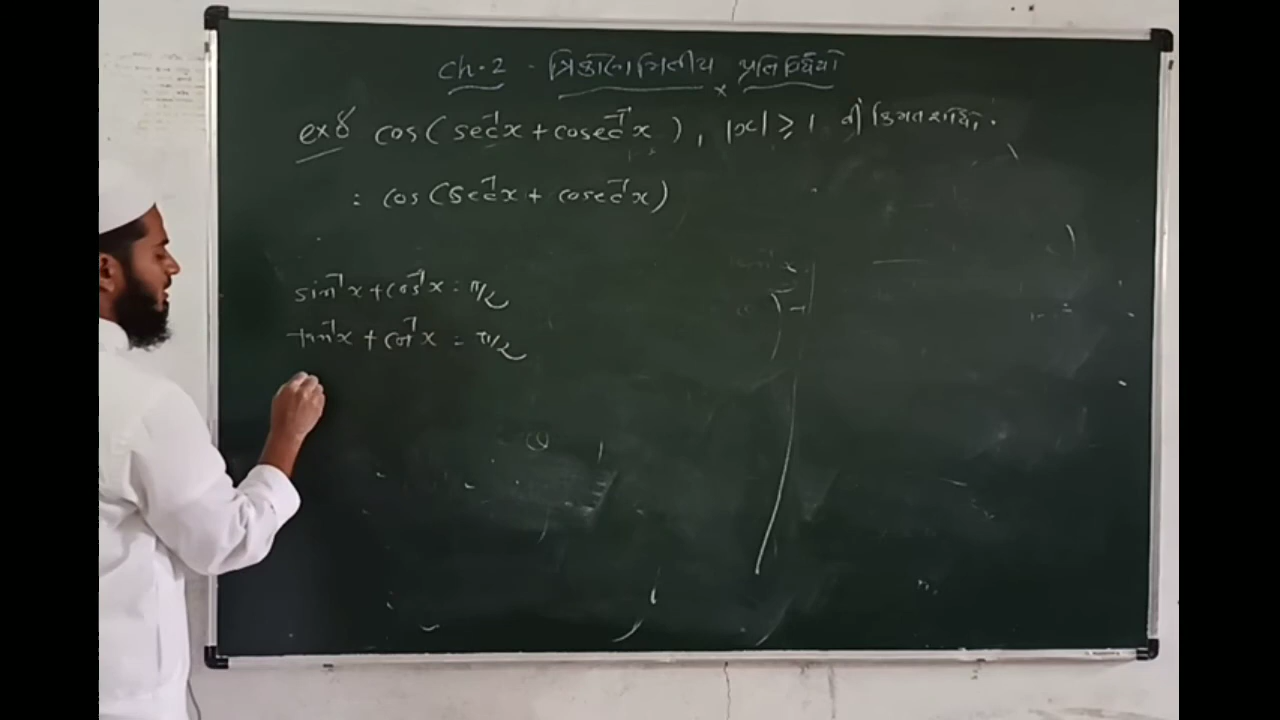 Ch.2 - ત્રિકોણમિતીય પ્રતિવિધેયો
ex 8 cos(sec⁻¹x + cosec⁻¹x), |x| ≥ 1 ની કિંમત શોધો.
= cos(sec⁻¹x + cosec⁻¹x)
sin⁻¹x + cos⁻¹x = π/2
tan⁻¹x + cot⁻¹x = π/2